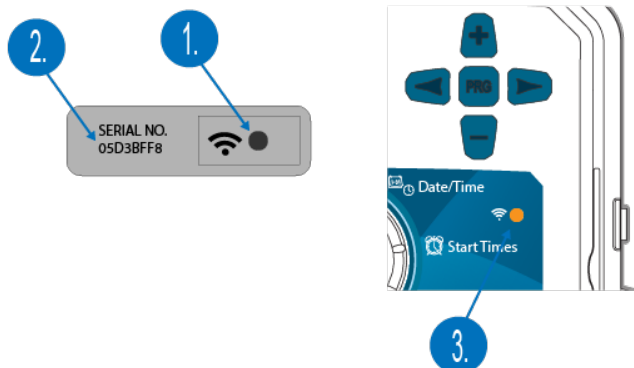 2.
1.
SERIAL NO.
05D3BFF8
+
PRG
-
Date/Time
Start Times
3.